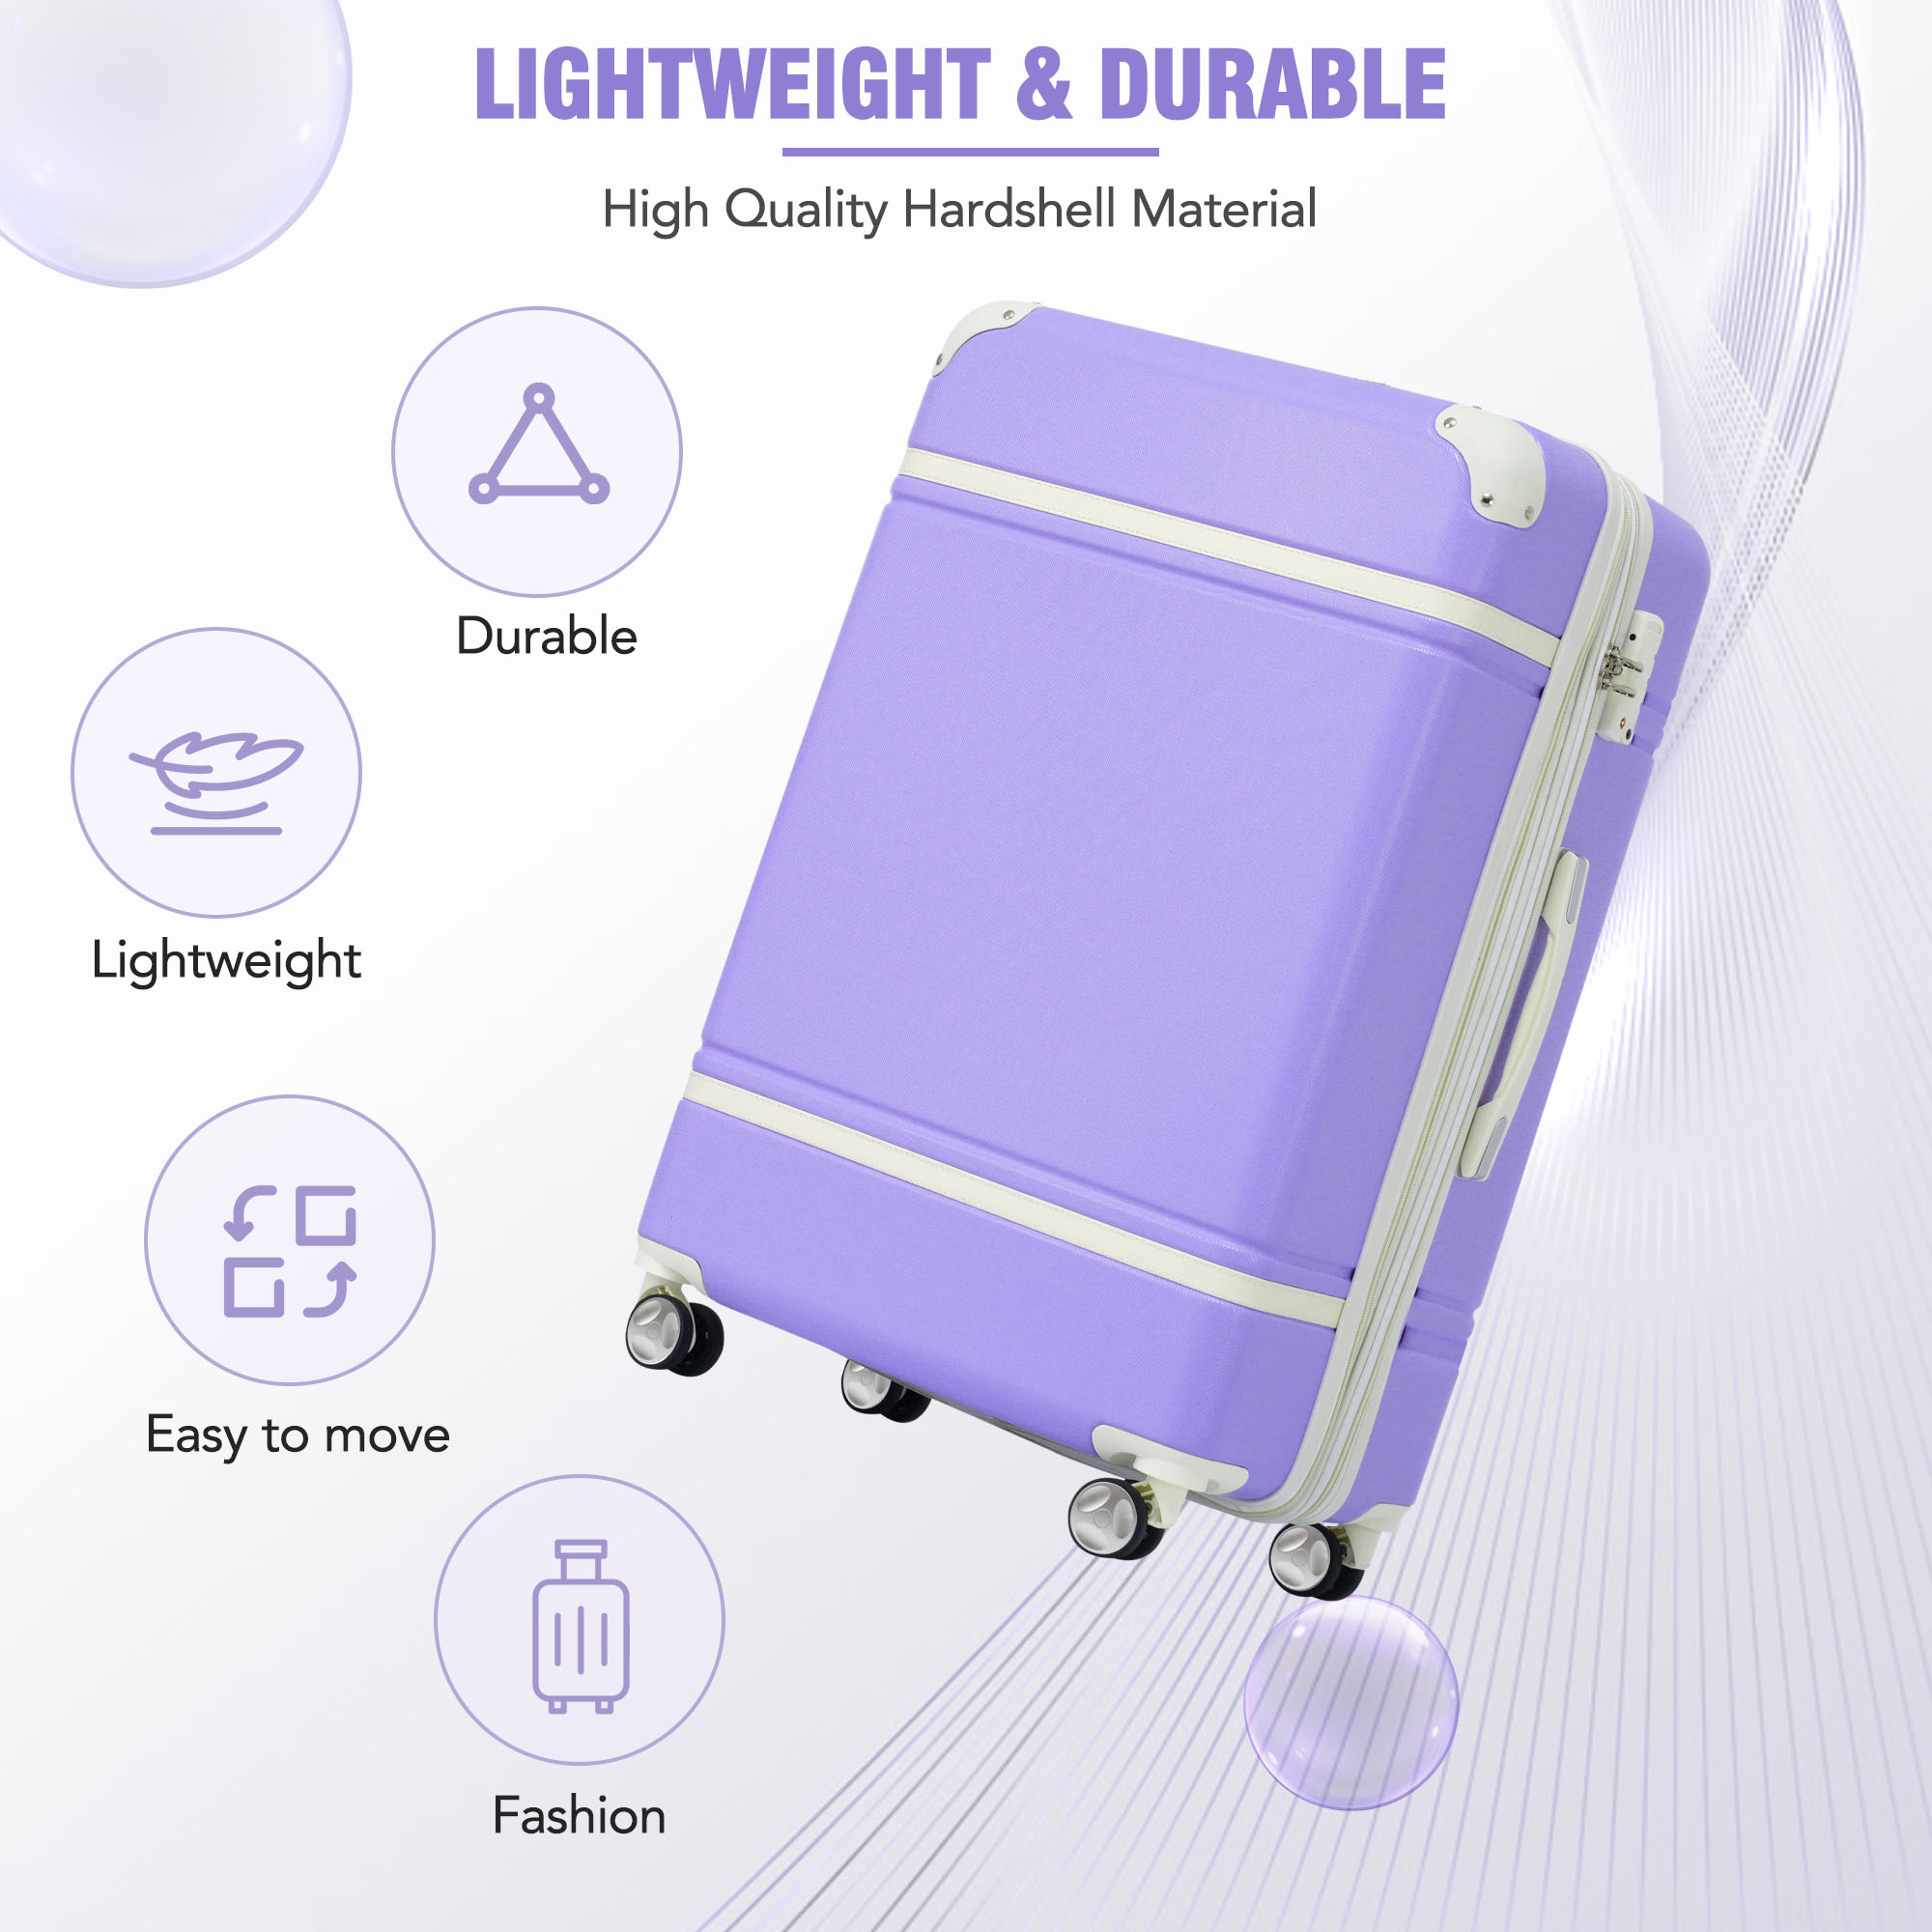 LIGHTWEIGHT & DURABLE
High Quality Hardshell Material
Durable
Lightweight
Easy to move
Fashion